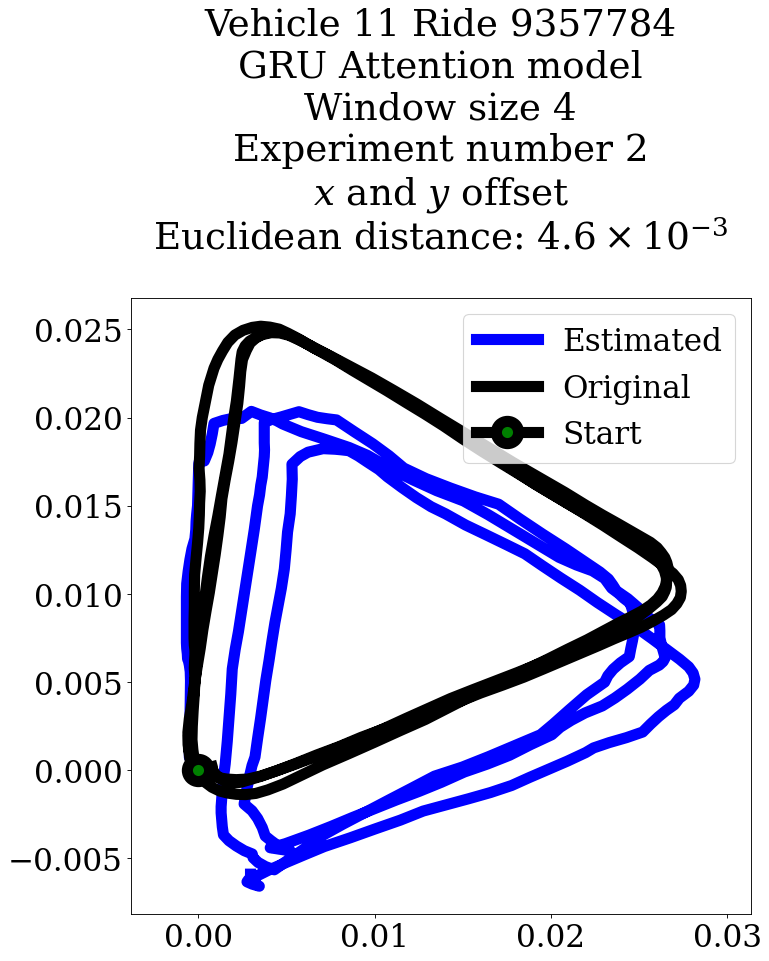 Vehicle 11 Ride 9357784
GRU Attention model
Window size 4
Experiment number 2
x and y offset
Euclidean distance: 4.6 × 10⁻³
Estimated
Original
Start
0.025
0.020
0.015
0.010
0.005
0.000
−0.005
0.00 0.01 0.02 0.03